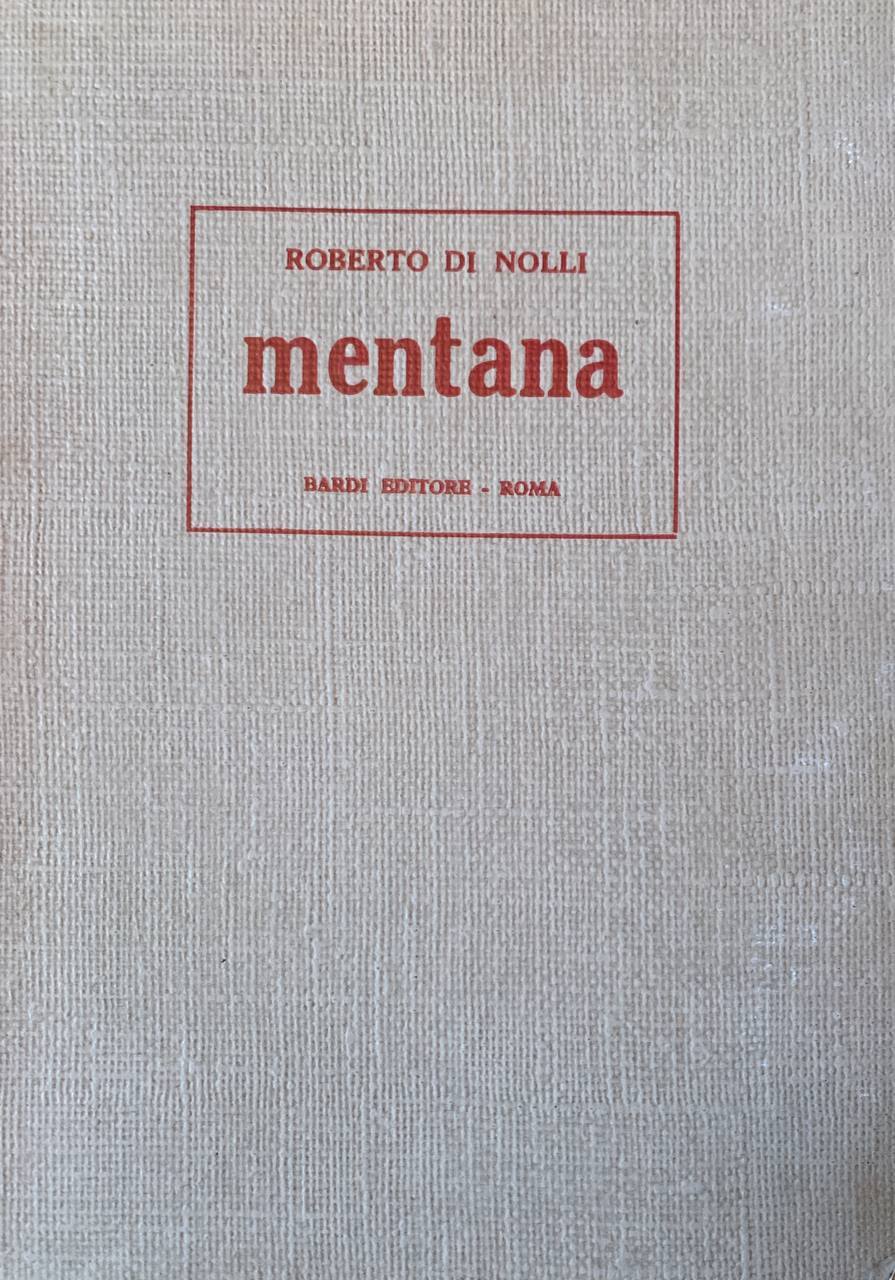 ROBERTO DI NOLLI
mentana
BARDI EDITORE - ROMA